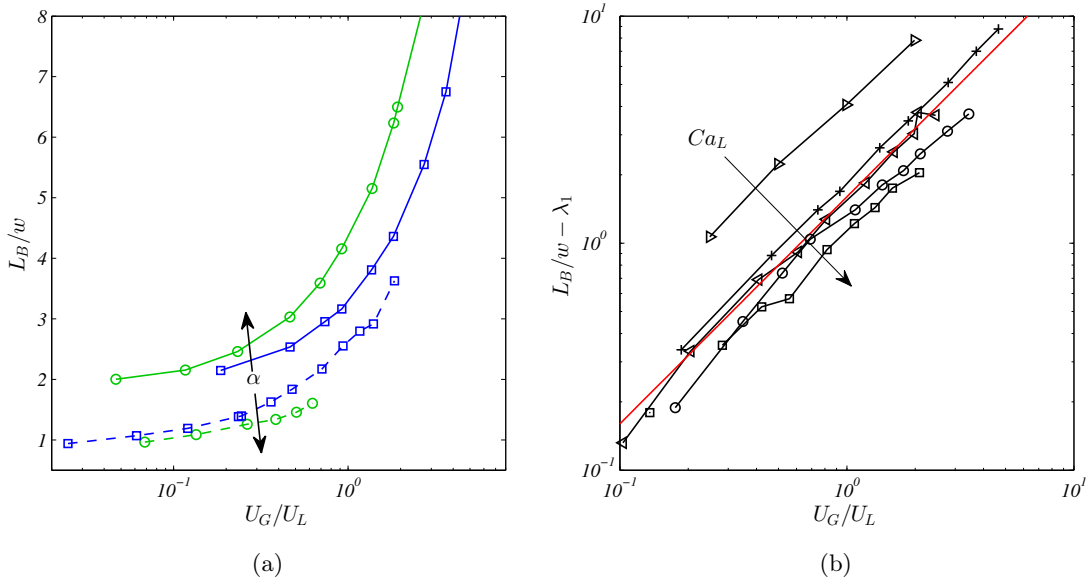 8
7
6
5
4
3
2
1
L_B/w
α
10^{-1}
10^0
U_G/U_L
(a)
10^1
10^0
10^{-1}
L_B/w − λ_1
Ca_L
10^{-1}
10^0
10^1
U_G/U_L
(b)